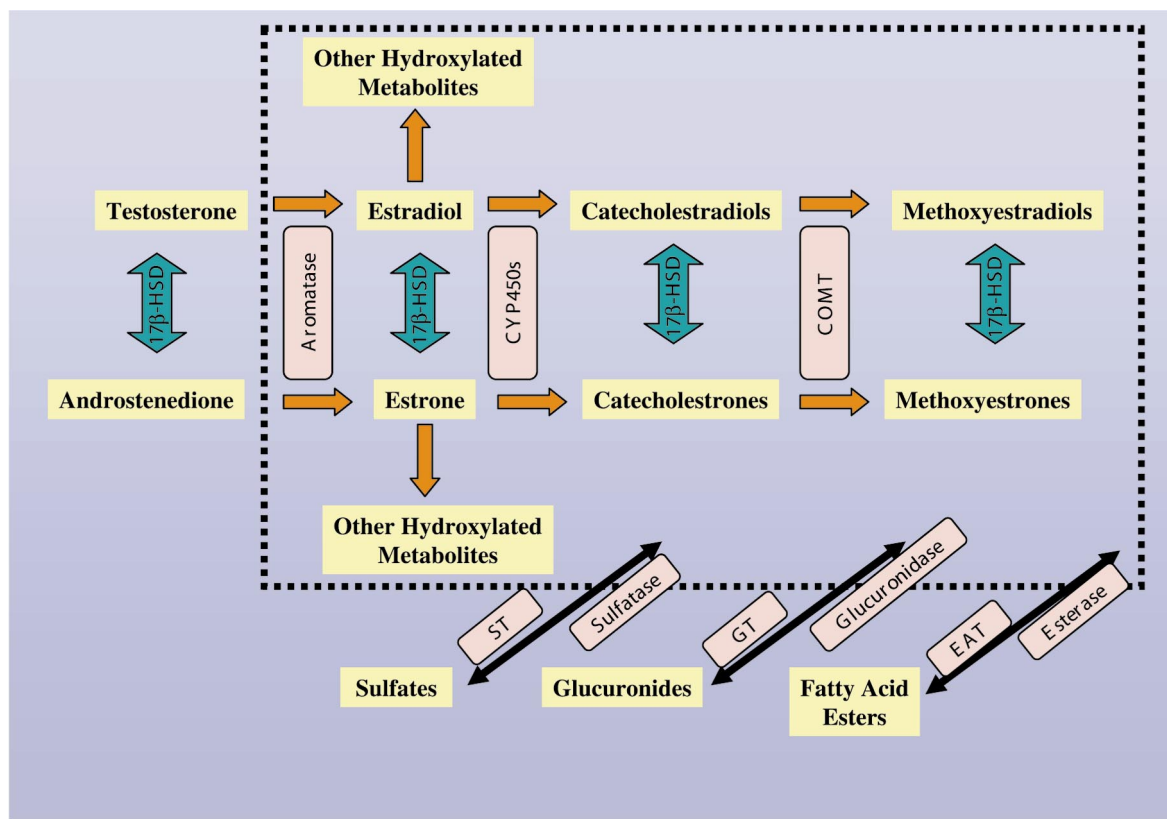 Other Hydroxylated
Metabolites
Testosterone
Estradiol
Catecholestradiols
Methoxyestradiols
17β-HSD
Aromatase
17β-HSD
CYP450s
17β-HSD
COMT
17β-HSD
Androstenedione
Estrone
Catecholestrones
Methoxyestrones
Other Hydroxylated
Metabolites
ST
Sulfatase
GT
Glucuronidase
EAT
Esterase
Sulfates
Glucuronides
Fatty Acid
Esters